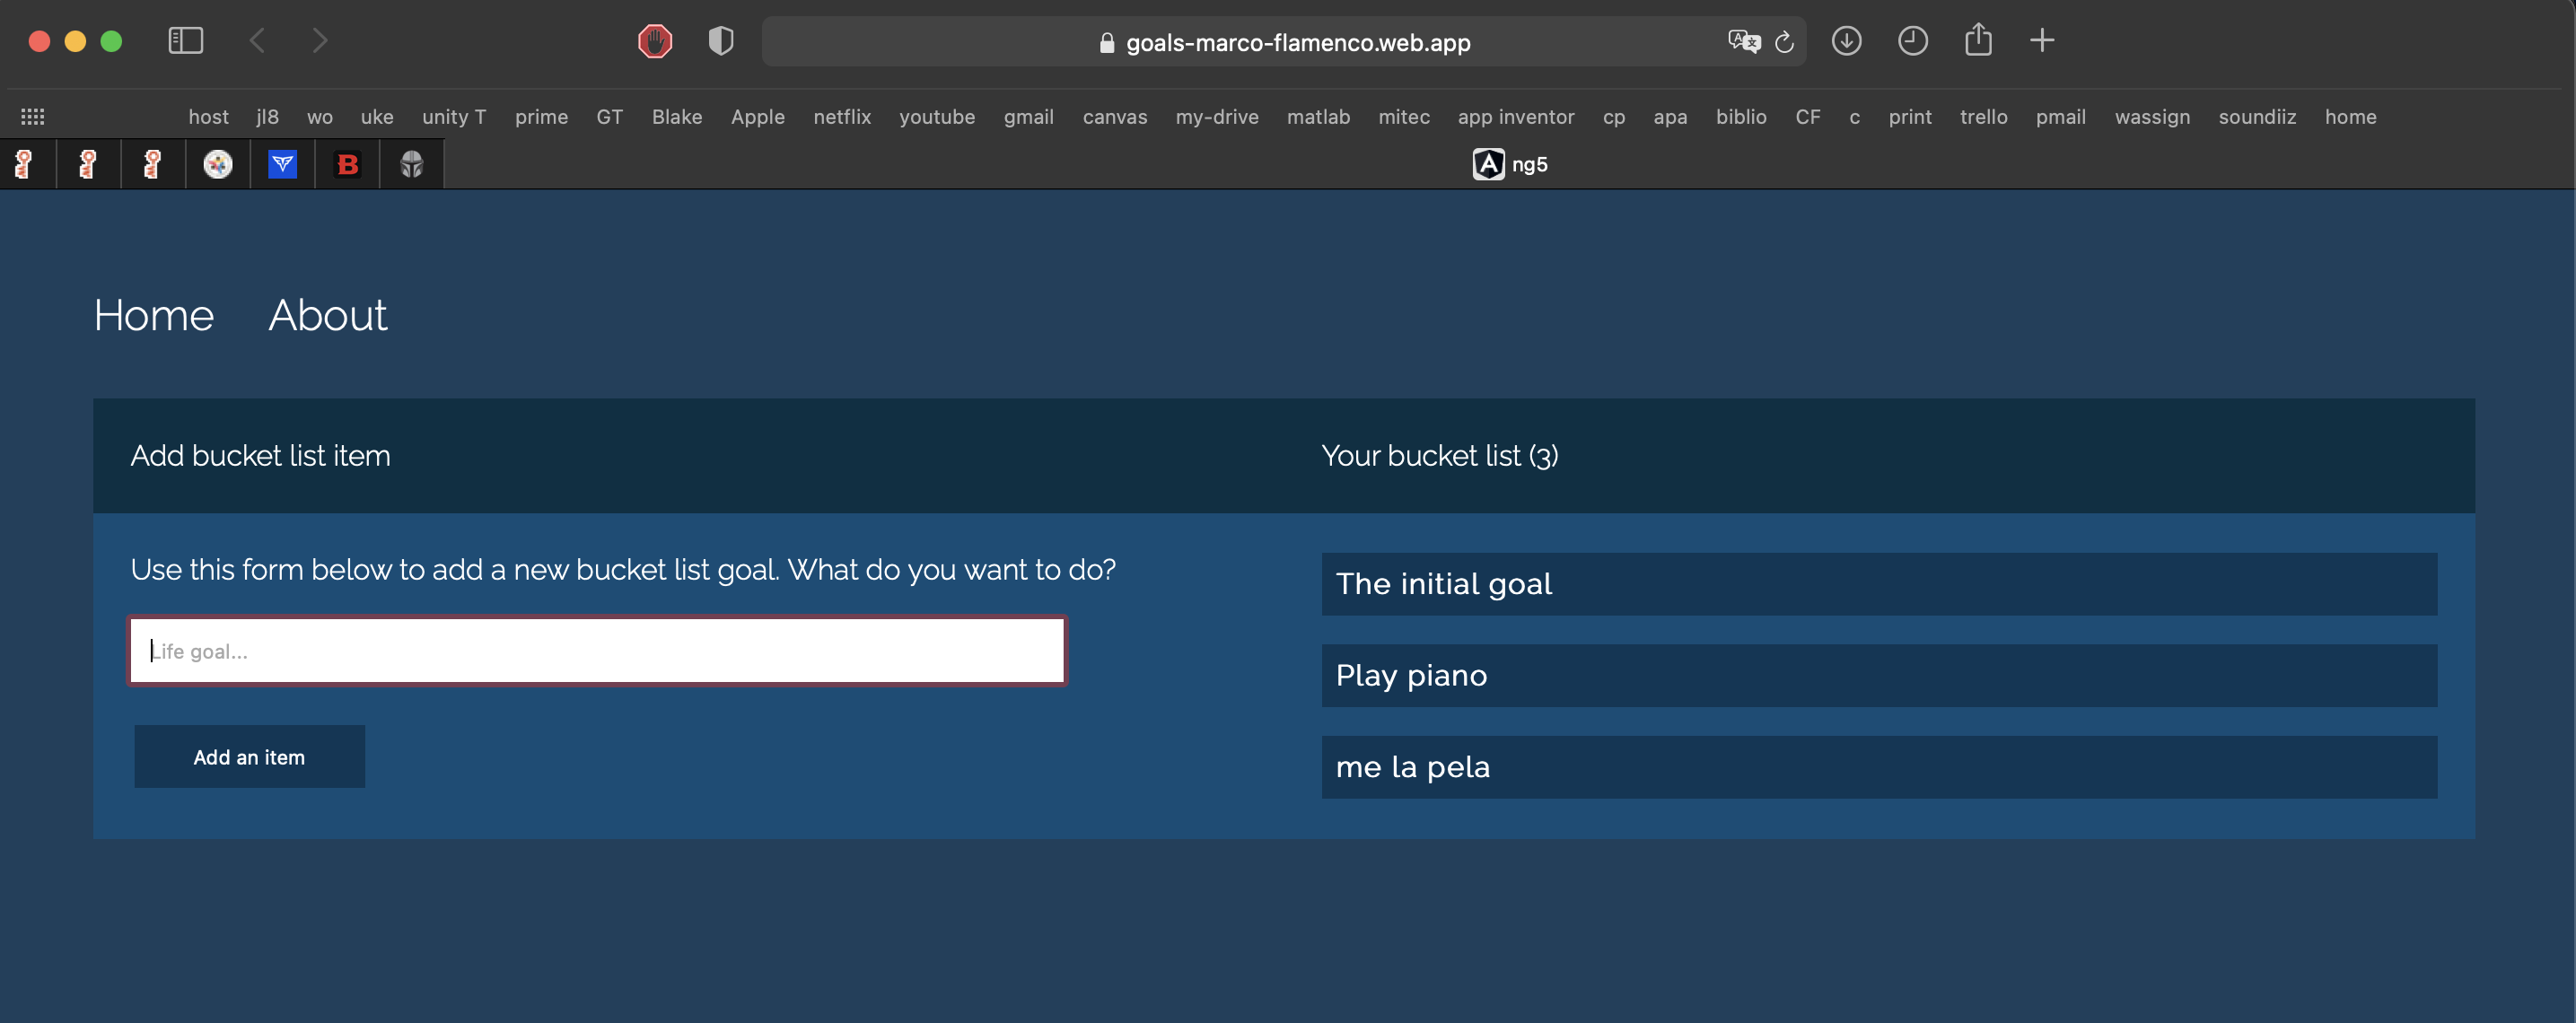 goals-marco-flamenco.web.app
host jl8 wo uke unity T prime GT Blake Apple netflix youtube gmail canvas my-drive matlab mitec app inventor cp apa biblio CF c print trello pmail wassign soundiiz home
B
ng5
Home About
Add bucket list item
Your bucket list (3)
Use this form below to add a new bucket list goal. What do you want to do?
Life goal...
Add an item
The initial goal
Play piano
me la pela